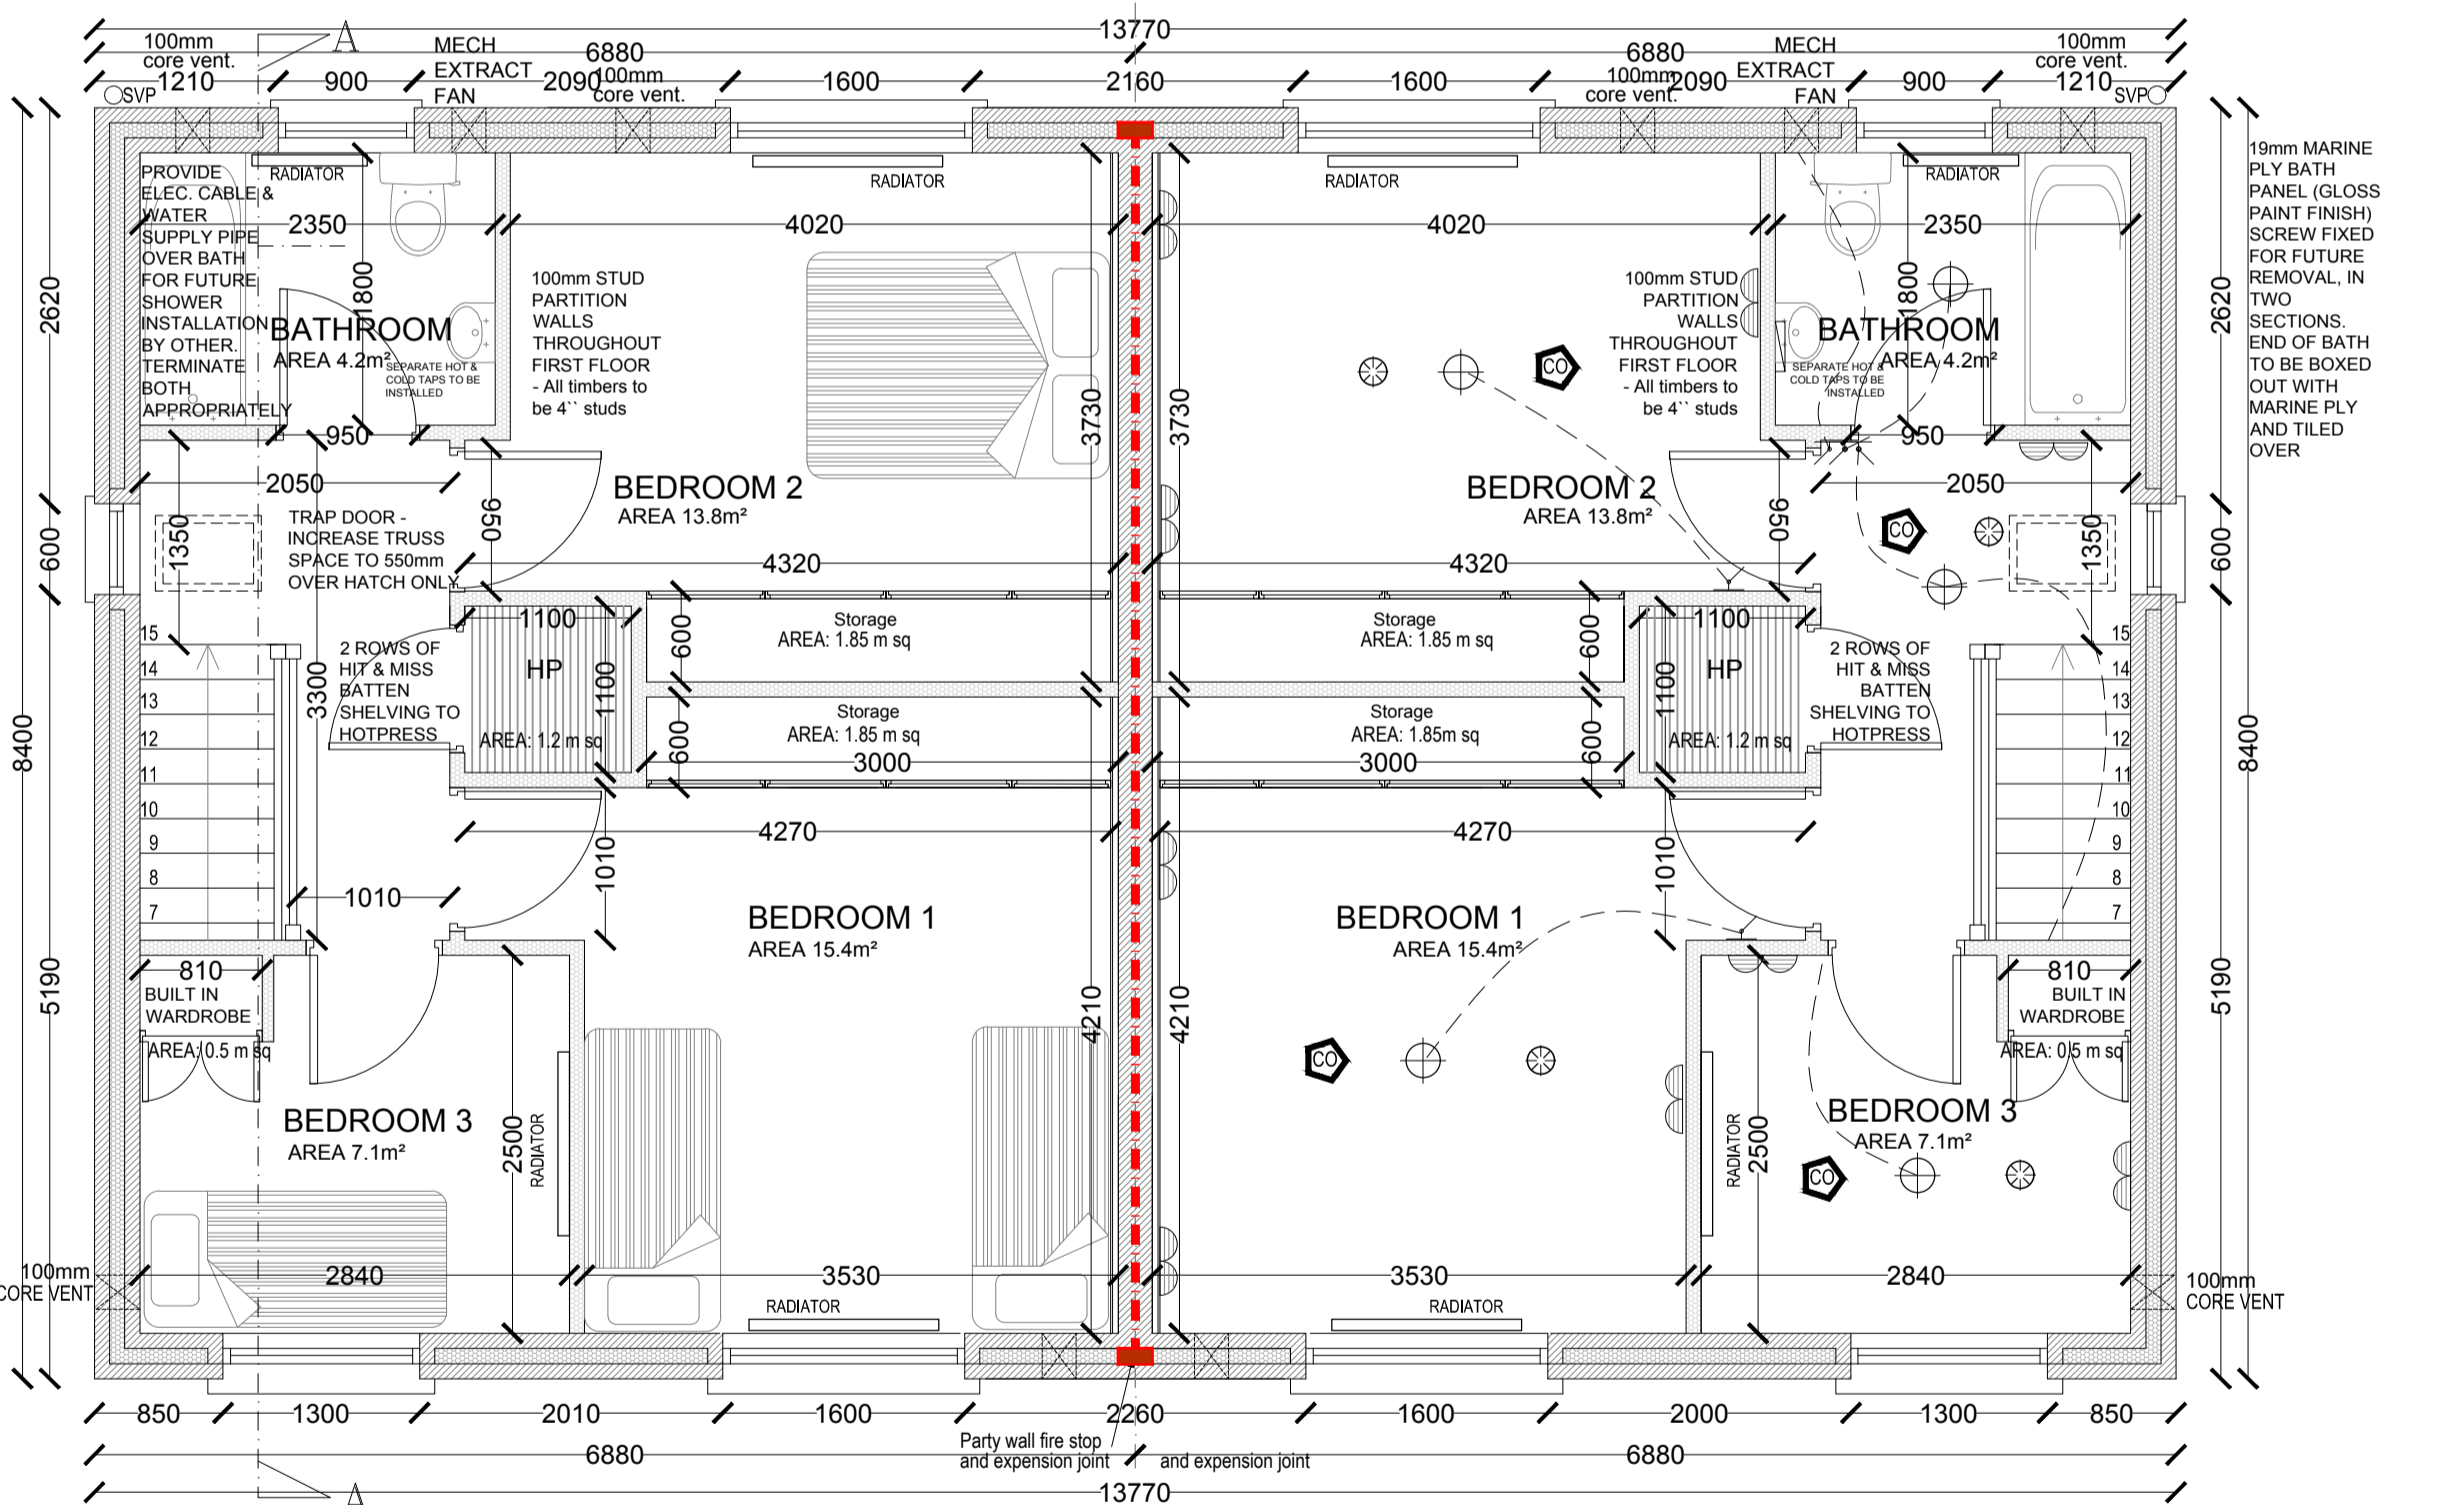 13770
6880
6880
100mm
core vent.
A
MECH
EXTRACT
FAN
100mm
core vent.
100mm
core vent.
MECH
EXTRACT
FAN
100mm
core vent.
1210
900
2090
1600
2160
1600
2090
900
1210
SVP
SVP
PROVIDE
ELEC. CABLE &
WATER
SUPPLY PIPE
OVER BATH
FOR FUTURE
SHOWER
INSTALLATION
BY OTHER.
TERMINATE
BOTH
APPROPRIATELY
RADIATOR
RADIATOR
RADIATOR
RADIATOR
19mm MARINE
PLY BATH
PANEL (GLOSS
PAINT FINISH)
SCREW FIXED
FOR FUTURE
REMOVAL, IN
TWO
SECTIONS.
END OF BATH
TO BE BOXED
OUT WITH
MARINE PLY
AND TILED
OVER
2350
4020
4020
2350
1800
1800
2620
2620
BATHROOM
AREA 4.2m²
SEPARATE HOT &
COLD TAPS TO BE
INSTALLED
100mm STUD
PARTITION
WALLS
THROUGHOUT
FIRST FLOOR
- All timbers to
be 4`` studs
100mm STUD
PARTITION
WALLS
THROUGHOUT
FIRST FLOOR
- All timbers to
be 4`` studs
BATHROOM
AREA 4.2m²
SEPARATE HOT &
COLD TAPS TO BE
INSTALLED
CO
3730
3730
950
950
2050
2050
BEDROOM 2
AREA 13.8m²
BEDROOM 2
AREA 13.8m²
950
950
CO
1350
1350
600
600
TRAP DOOR -
INCREASE TRUSS
SPACE TO 550mm
OVER HATCH ONLY
4320
4320
1100
1100
Storage
AREA: 1.85 m sq
Storage
AREA: 1.85 m sq
600
600
HP
HP
1100
1100
AREA: 1.2 m sq
AREA: 1.2 m sq
Storage
AREA: 1.85 m sq
Storage
AREA: 1.85m sq
600
600
3000
3000
2 ROWS OF
HIT & MISS
BATTEN
SHELVING TO
HOTPRESS
2 ROWS OF
HIT & MISS
BATTEN
SHELVING TO
HOTPRESS
3300
15
14
13
12
11
10
9
8
7
15
14
13
12
11
10
9
8
7
8400
8400
4270
4270
1010
1010
1010
BEDROOM 1
AREA 15.4m²
BEDROOM 1
AREA 15.4m²
810
BUILT IN
WARDROBE
AREA: 0.5 m sq
810
BUILT IN
WARDROBE
AREA: 0.5 m sq
5190
5190
4210
4210
CO
BEDROOM 3
AREA 7.1m²
BEDROOM 3
AREA 7.1m²
CO
2500
RADIATOR
RADIATOR
2500
2840
3530
3530
2840
RADIATOR
RADIATOR
100mm
CORE VENT
100mm
CORE VENT
850
1300
2010
1600
2260
1600
2000
1300
850
Party wall fire stop
and expension joint
and expension joint
6880
6880
13770
A